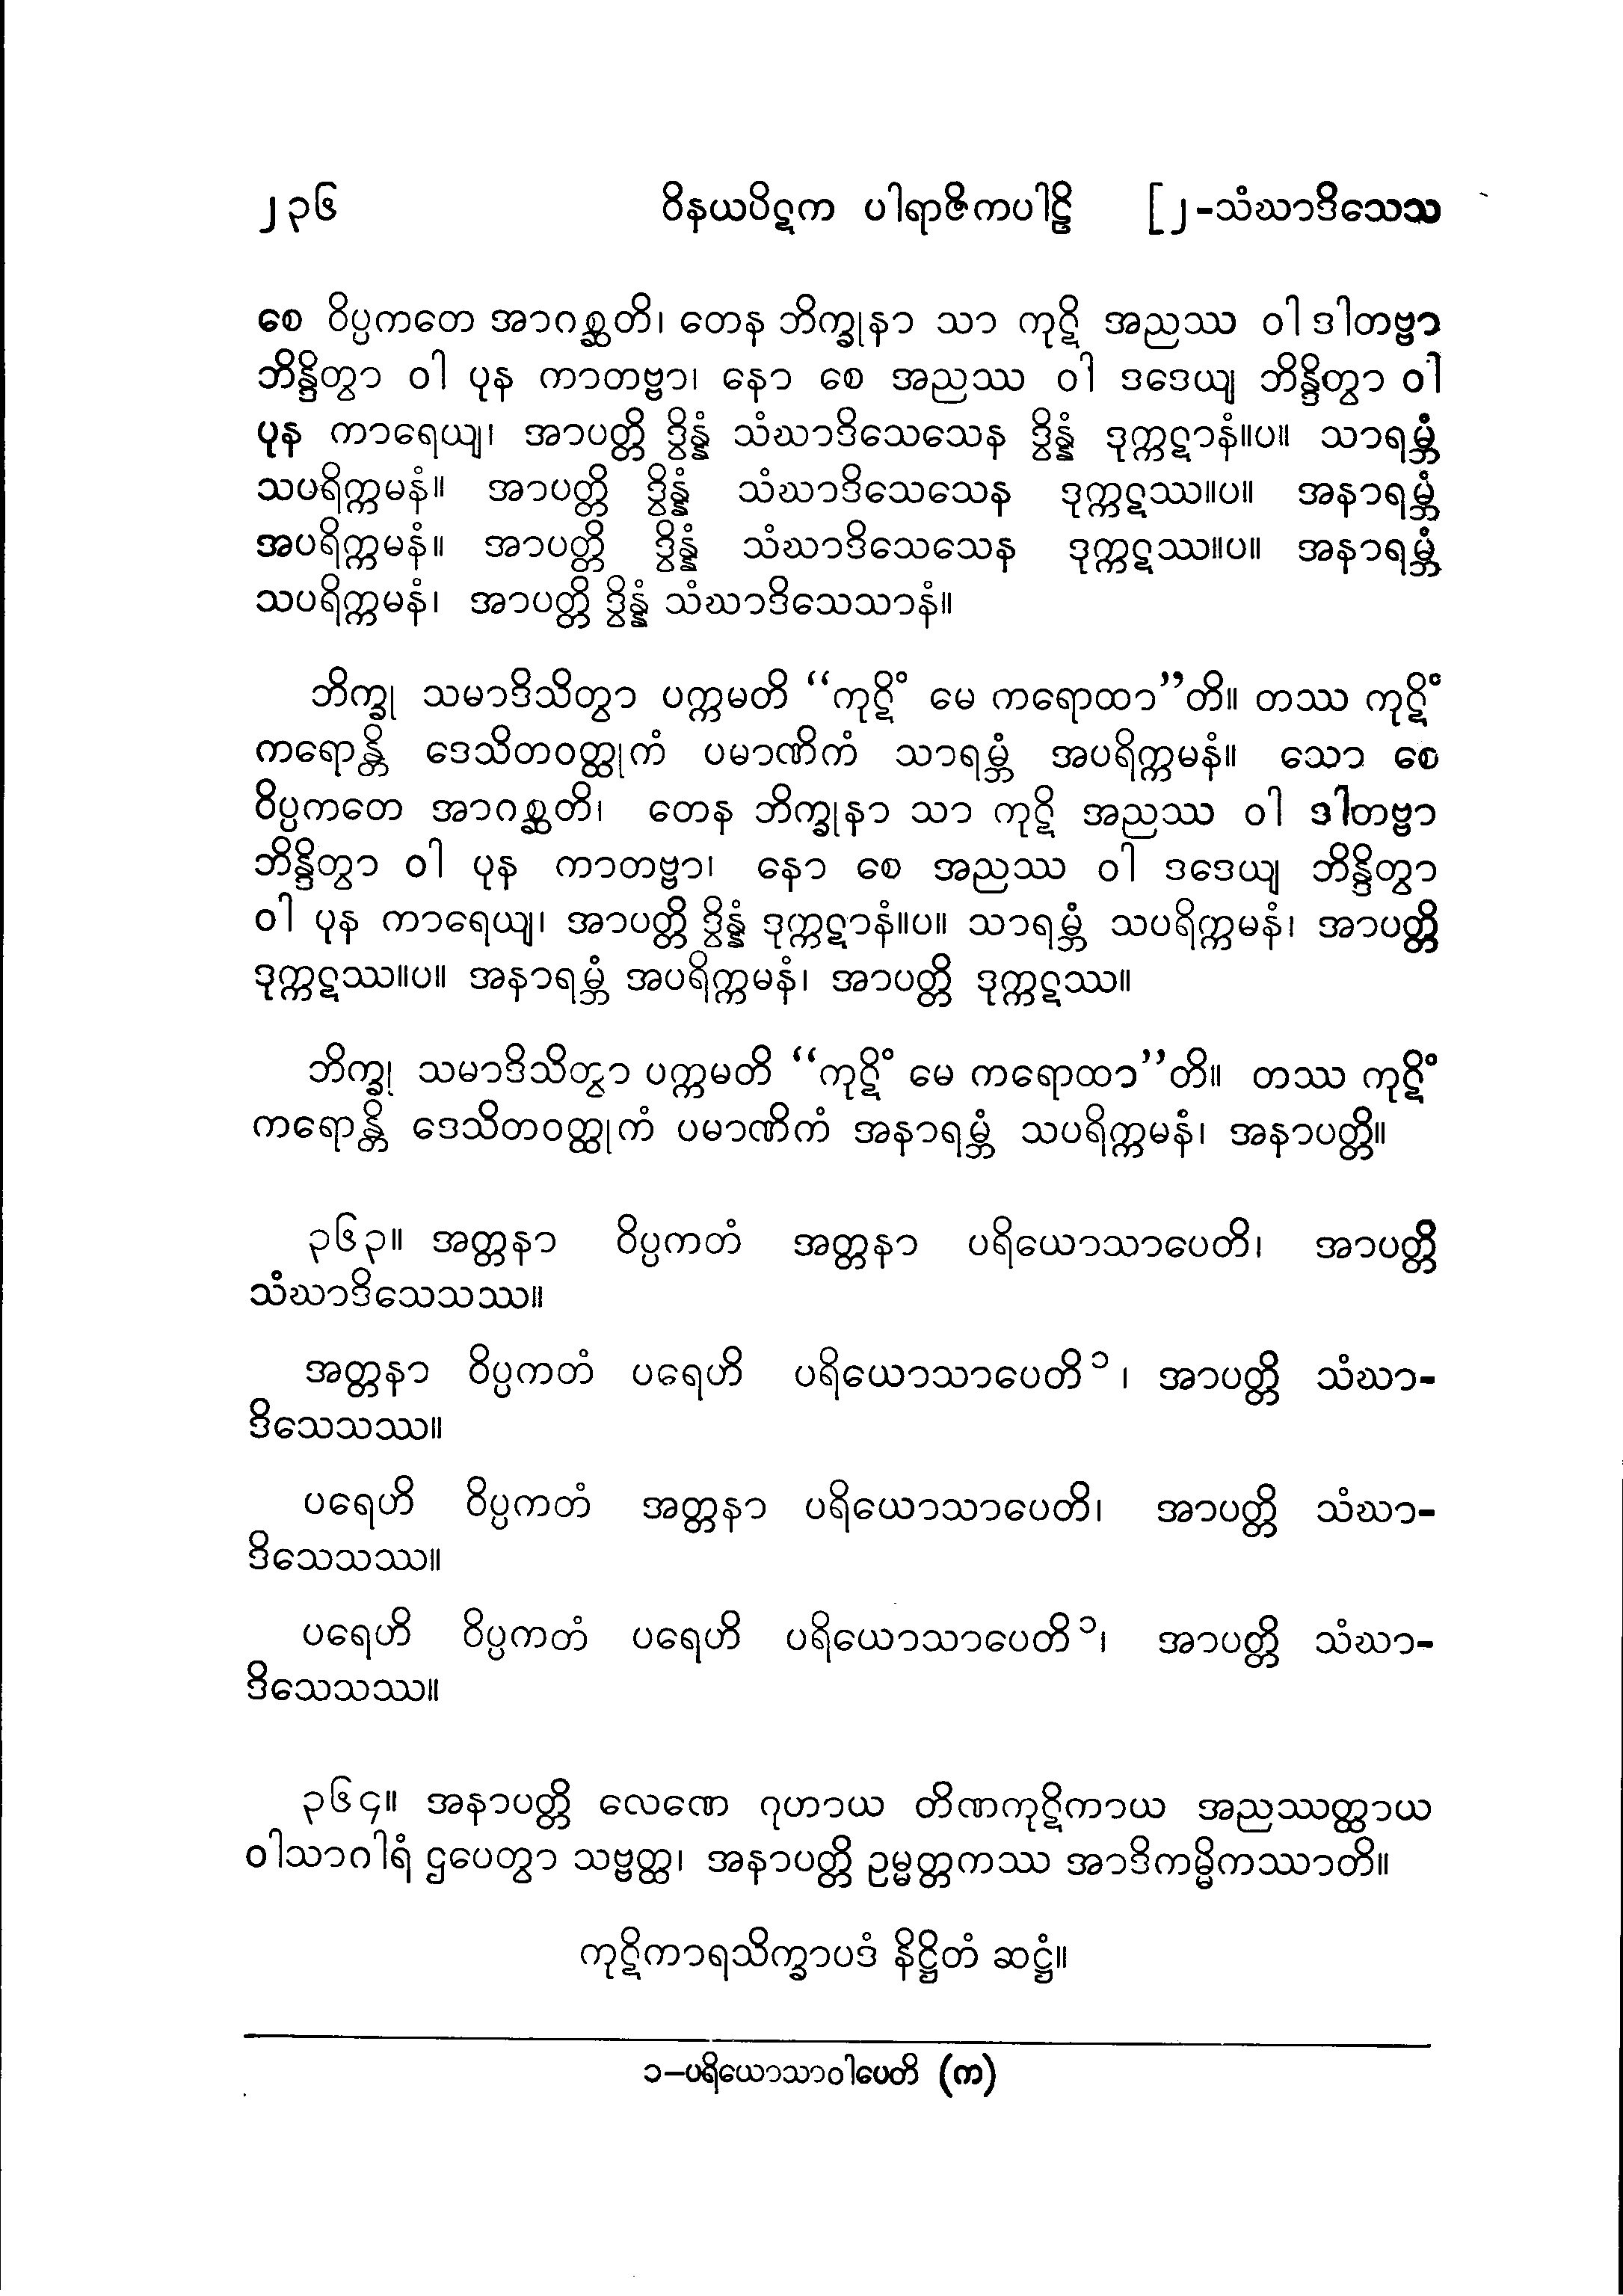 ၂၃၆ ဝိနယပိဋက ပါရာဇိကပါဠိ [၂-သံဃာဒိသေသ
စေ ဝိပ္ပကတေ အာဂစ္ဆတိ၊ တေန ဘိက္ခုနာ သာ ကုဋိ အညဿ ဝါ ဒါတဗ္ဗာ
ဘိန္ဒိတွာ ဝါ ပုန ကာတဗ္ဗာ၊ နော စေ အညဿ ဝါ ဒဒေယျ ဘိန္ဒိတွာ ဝါ
ပုန ကာရေယျ၊ အာပတ္တိ ဒွိန္နံ သံဃာဒိသေသေန ဒွိန္နံ ဒုက္ကဋာနံ။ပ။ သာရမ္ဘံ
သပရိက္ကမနံ။ အာပတ္တိ ဒွိန္နံ သံဃာဒိသေသေန ဒုက္ကဋဿ။ပ။ အနာရမ္ဘံ
အပရိက္ကမနံ။ အာပတ္တိ ဒွိန္နံ သံဃာဒိသေသေန ဒုက္ကဋဿ။ပ။ အနာရမ္ဘံ
သပရိက္ကမနံ၊ အာပတ္တိ ဒွိန္နံ သံဃာဒိသေသာနံ။
ဘိက္ခု သမာဒိသိတွာ ပက္ကမတိ “ကုဋိံ မေ ကရောထာ”တိ။ တဿ ကုဋိံ
ကရောန္တိ ဒေသိတဝတ္ထုကံ ပမာဏိကံ သာရမ္ဘံ အပရိက္ကမနံ။ သော စေ
ဝိပ္ပကတေ အာဂစ္ဆတိ၊ တေန ဘိက္ခုနာ သာ ကုဋိ အညဿ ဝါ ဒါတဗ္ဗာ
ဘိန္ဒိတွာ ဝါ ပုန ကာတဗ္ဗာ၊ နော စေ အညဿ ဝါ ဒဒေယျ ဘိန္ဒိတွာ
ဝါ ပုန ကာရေယျ၊ အာပတ္တိ ဒွိန္နံ ဒုက္ကဋာနံ။ပ။ သာရမ္ဘံ သပရိက္ကမနံ၊ အာပတ္တိ
ဒုက္ကဋဿ။ပ။ အနာရမ္ဘံ အပရိက္ကမနံ၊ အာပတ္တိ ဒုက္ကဋဿ။
ဘိက္ခု သမာဒိသိတွာ ပက္ကမတိ “ကုဋိံ မေ ကရောထာ”တိ။ တဿ ကုဋိံ
ကရောန္တိ ဒေသိတဝတ္ထုကံ ပမာဏိကံ အနာရမ္ဘံ သပရိက္ကမနံ၊ အနာပတ္တိ။
၃၆၃။ အတ္တနာ ဝိပ္ပကတံ အတ္တနာ ပရိယောသာပေတိ၊ အာပတ္တိ
သံဃာဒိသေသဿ။
အတ္တနာ ဝိပ္ပကတံ ပရေဟိ ပရိယောသာပေတိ၁၊ အာပတ္တိ သံဃာ-
ဒိသေသဿ။
ပရေဟိ ဝိပ္ပကတံ အတ္တနာ ပရိယောသာပေတိ၊ အာပတ္တိ သံဃာ-
ဒိသေသဿ။
ပရေဟိ ဝိပ္ပကတံ ပရေဟိ ပရိယောသာပေတိ၁၊ အာပတ္တိ သံဃာ-
ဒိသေသဿ။
၃၆၄။ အနာပတ္တိ လေဏေ ဂုဟာယ တိဏကုဋိကာယ အညဿတ္ထာယ
ဝါသာဂါရံ ဌပေတွာ သဗ္ဗတ္ထ၊ အနာပတ္တိ ဥမ္မတ္တကဿ အာဒိကမ္မိကဿာတိ။
ကုဋိကာရသိက္ခာပဒံ နိဋ္ဌိတံ ဆဋ္ဌံ။
၁–ပရိယောသာဝါပေတိ (က)